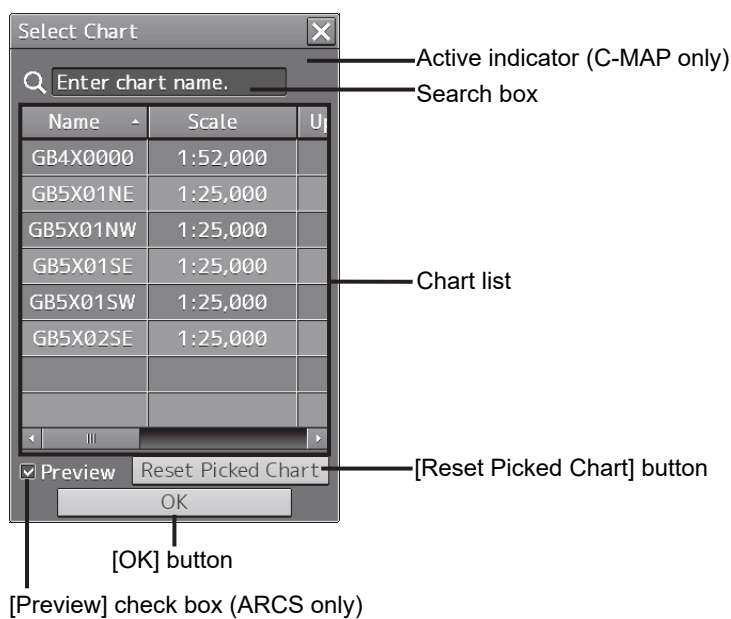 Select Chart
Active indicator (C-MAP only)
Enter chart name.
Search box
Name Scale
GB4X0000 1:52,000
GB5X01NE 1:25,000
GB5X01NW 1:25,000
GB5X01SE 1:25,000
Chart list
GB5X01SW 1:25,000
GB5X02SE 1:25,000
Preview Reset Picked Chart
[Reset Picked Chart] button
OK
[OK] button
[Preview] check box (ARCS only)